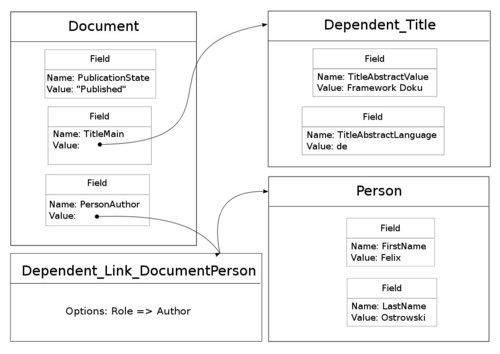 Document
Field
Name: PublicationState
Value: "Published"
Field
Name: TitleMain
Value:
Field
Name: PersonAuthor
Value:
Dependent_Title
Field
Name: TitleAbstractValue
Value: Framework Doku
Field
Name: TitleAbstractLanguage
Value: de
Dependent_Link_DocumentPerson
Options: Role => Author
Person
Field
Name: FirstName
Value: Felix
Field
Name: LastName
Value: Ostrowski